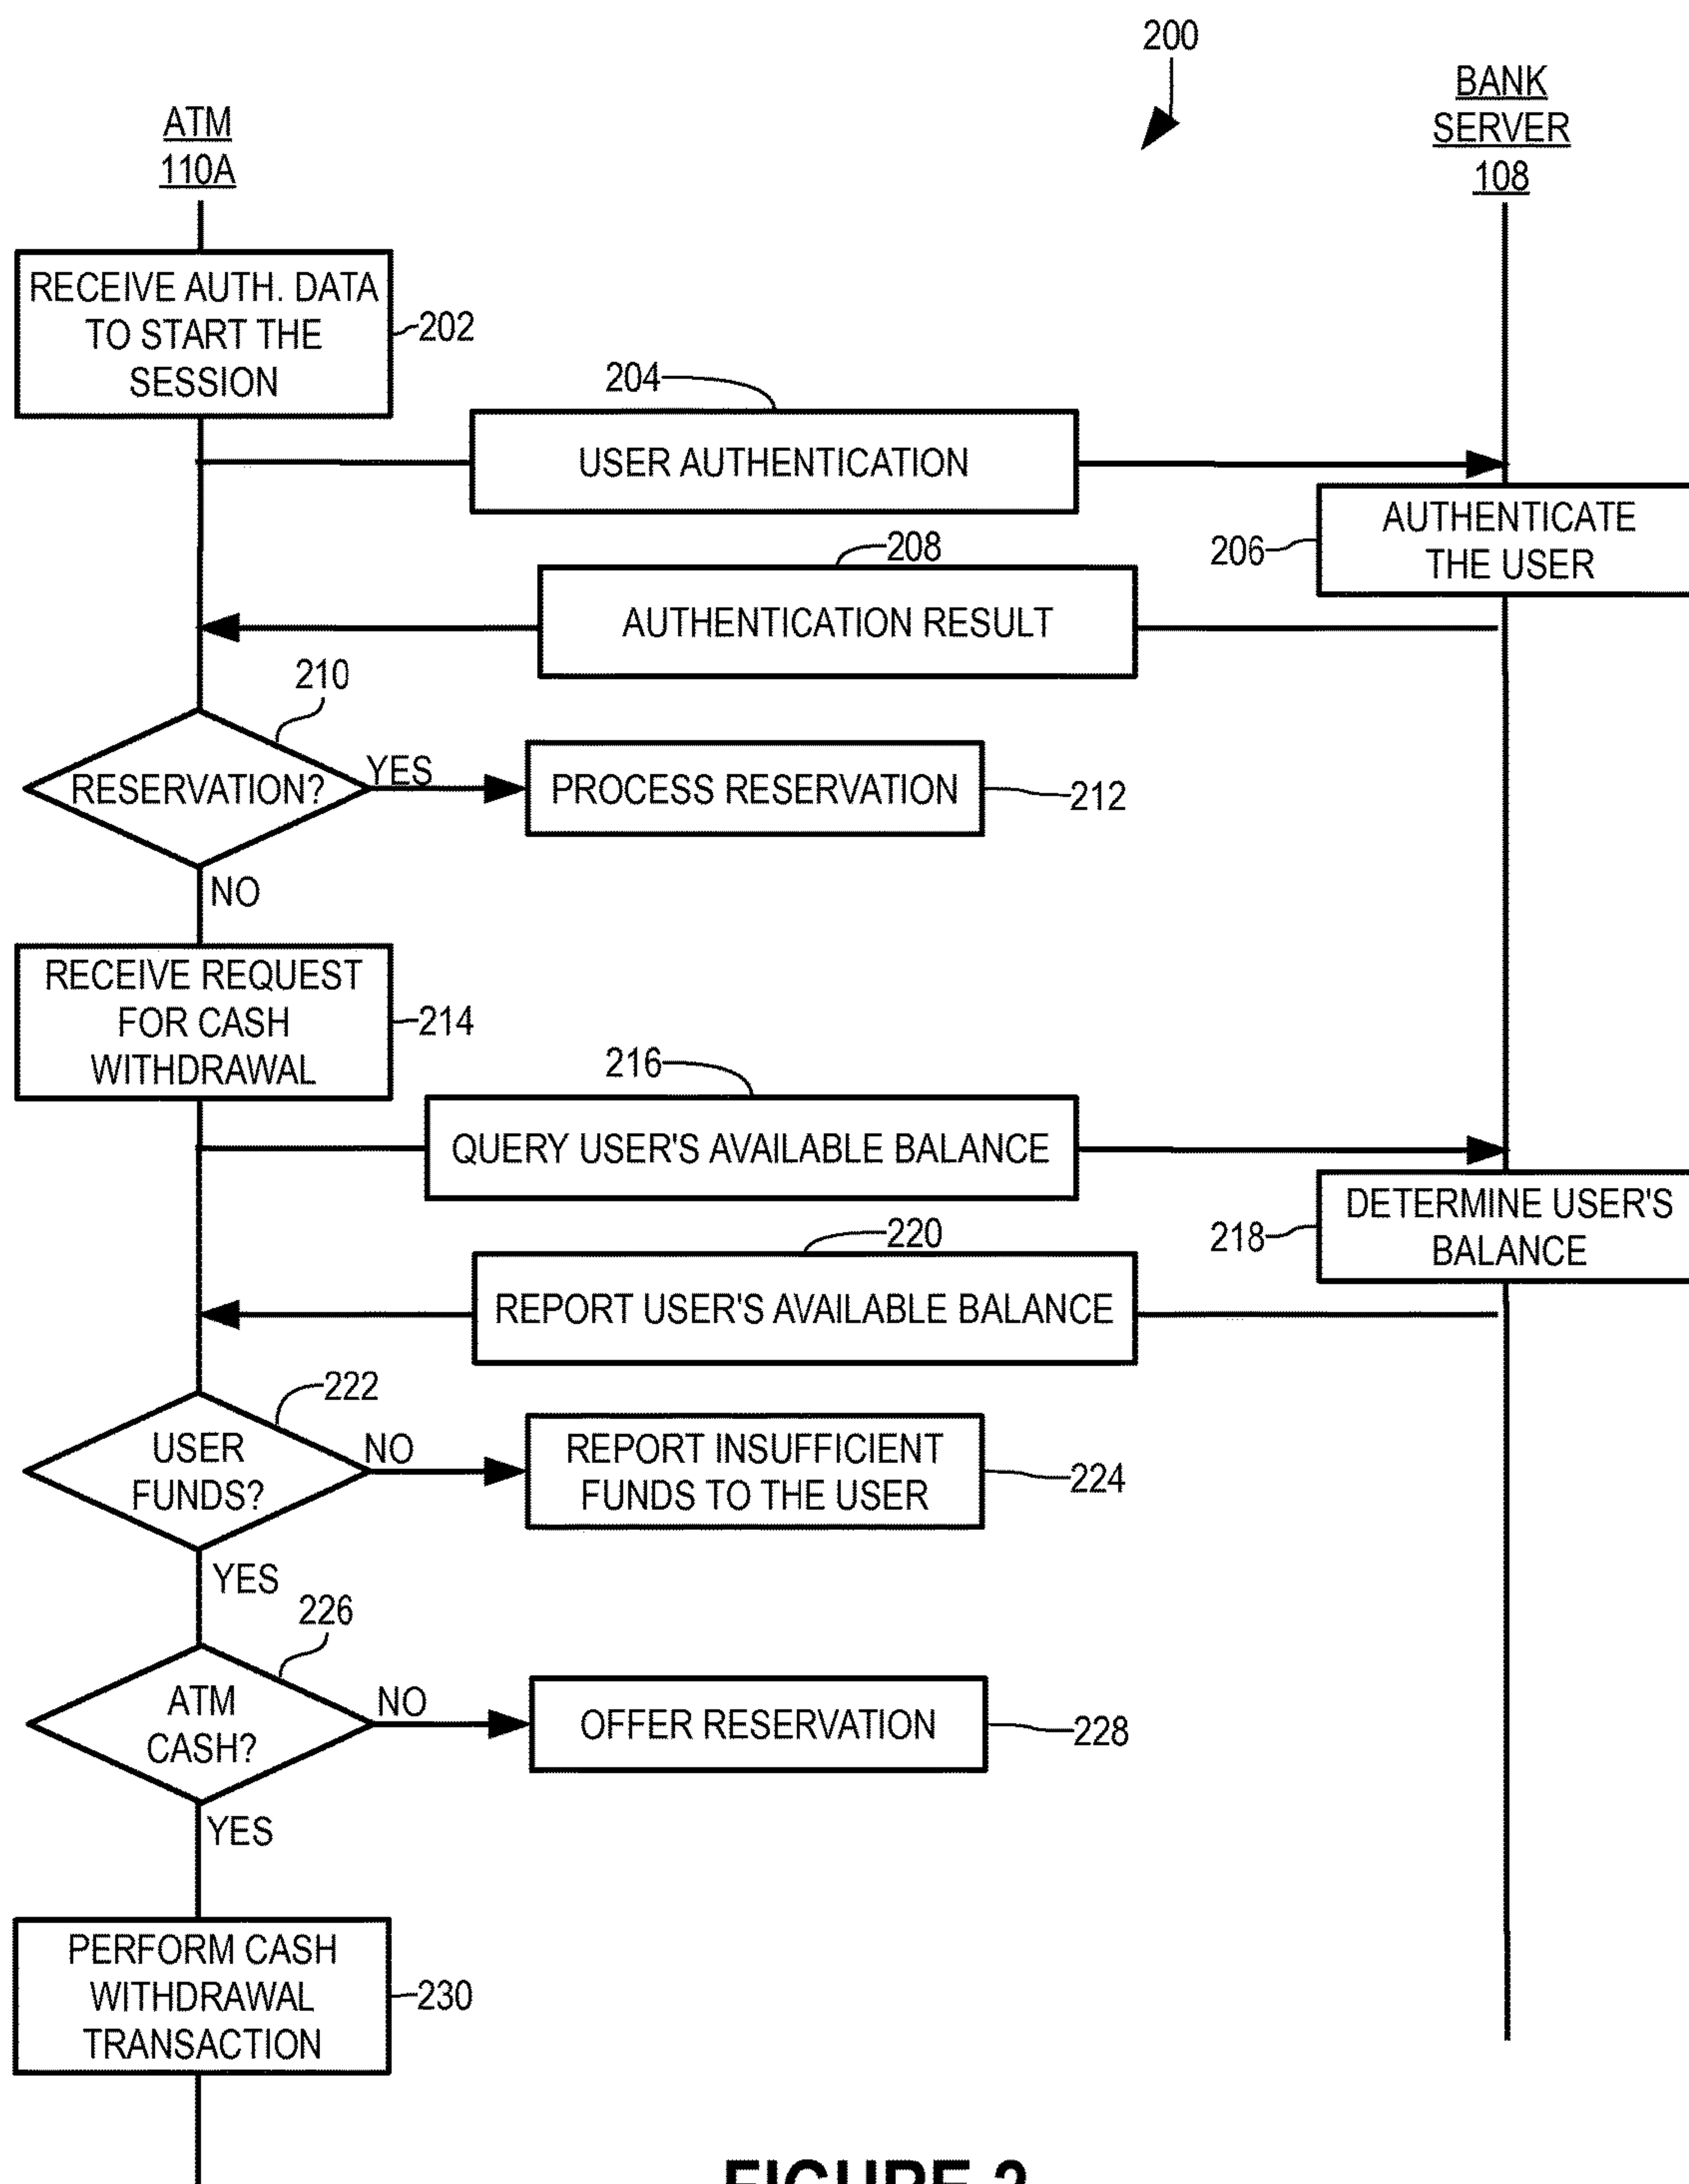 200
ATM
110A
BANK
SERVER
108
RECEIVE AUTH. DATA
TO START THE
SESSION
202
204
USER AUTHENTICATION
206
AUTHENTICATE
THE USER
208
AUTHENTICATION RESULT
210
RESERVATION?
YES
PROCESS RESERVATION
212
NO
RECEIVE REQUEST
FOR CASH
WITHDRAWAL
214
216
QUERY USER'S AVAILABLE BALANCE
218
DETERMINE USER'S
BALANCE
220
REPORT USER'S AVAILABLE BALANCE
222
USER
FUNDS?
NO
REPORT INSUFFICIENT
FUNDS TO THE USER
224
YES
226
ATM
CASH?
NO
OFFER RESERVATION
228
YES
PERFORM CASH
WITHDRAWAL
TRANSACTION
230
FIGURE 2